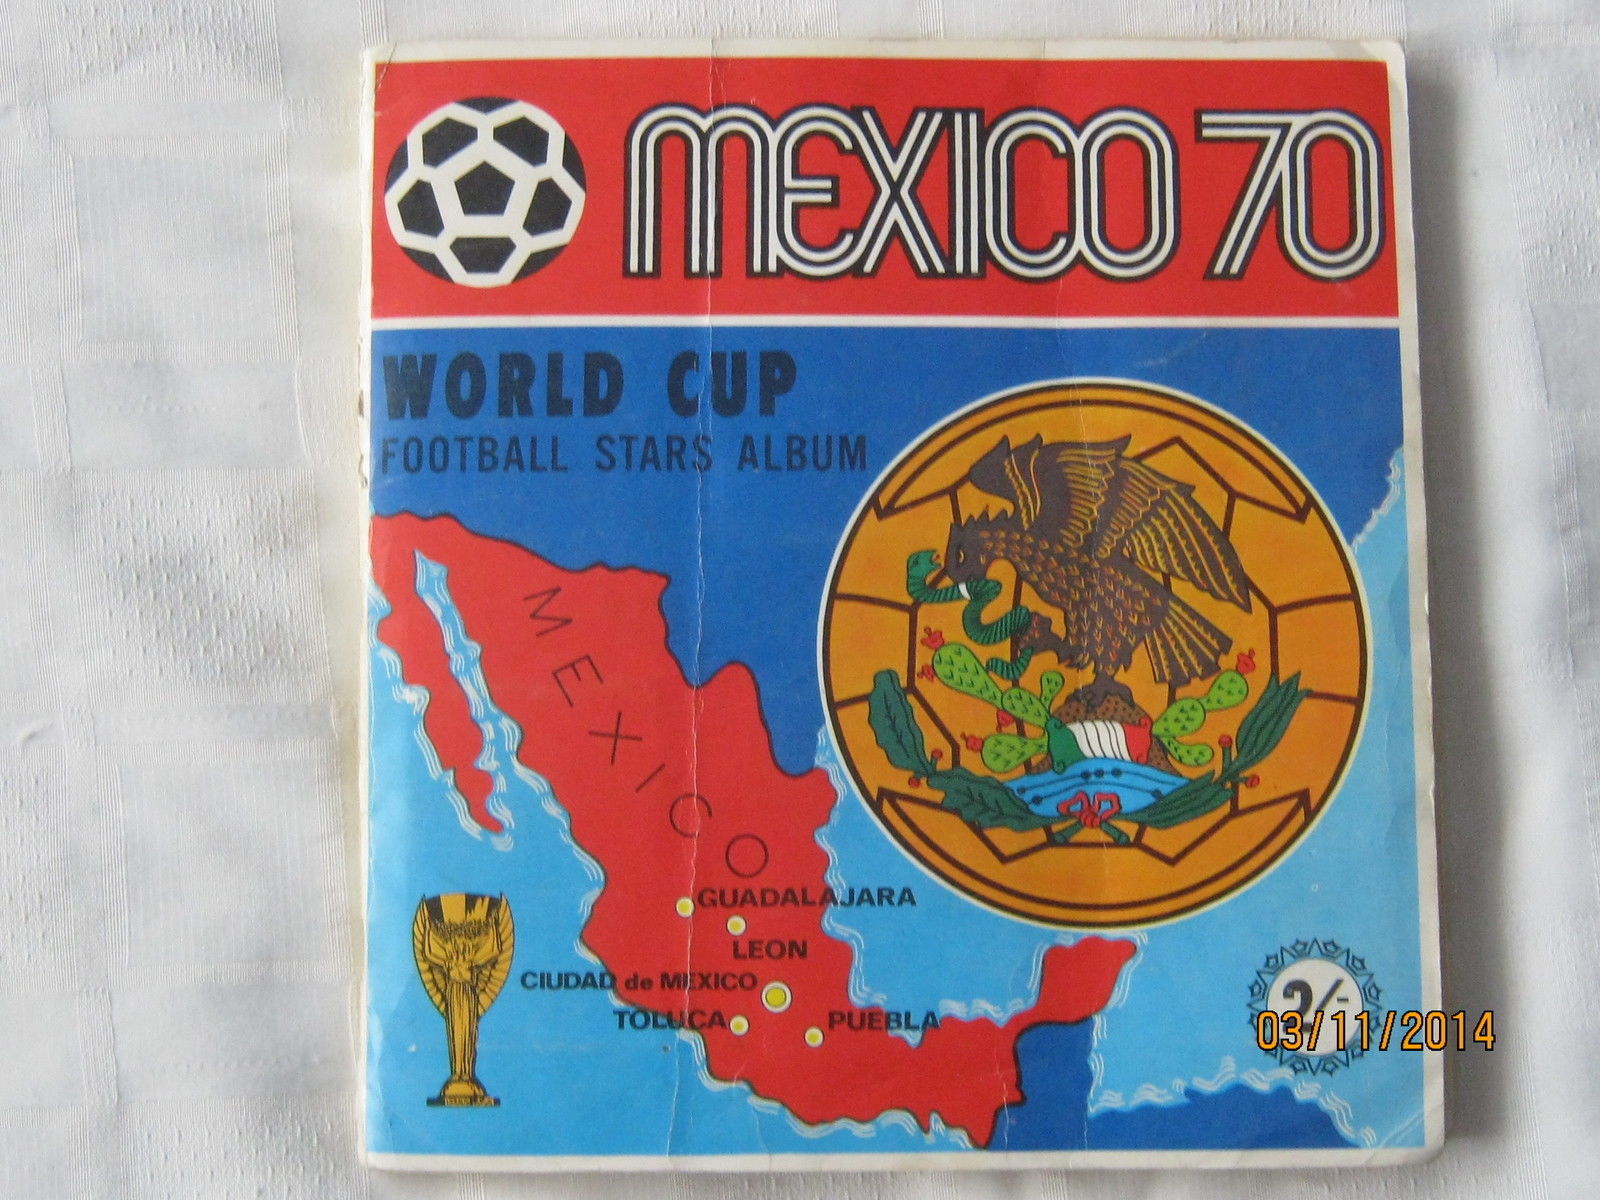 MEXICO 70
WORLD CUP
FOOTBALL STARS ALBUM
MEXICO
GUADALAJARA
LEON
CIUDAD de MEXICO
TOLUCA
PUEBLA
2/-
03/11/2014